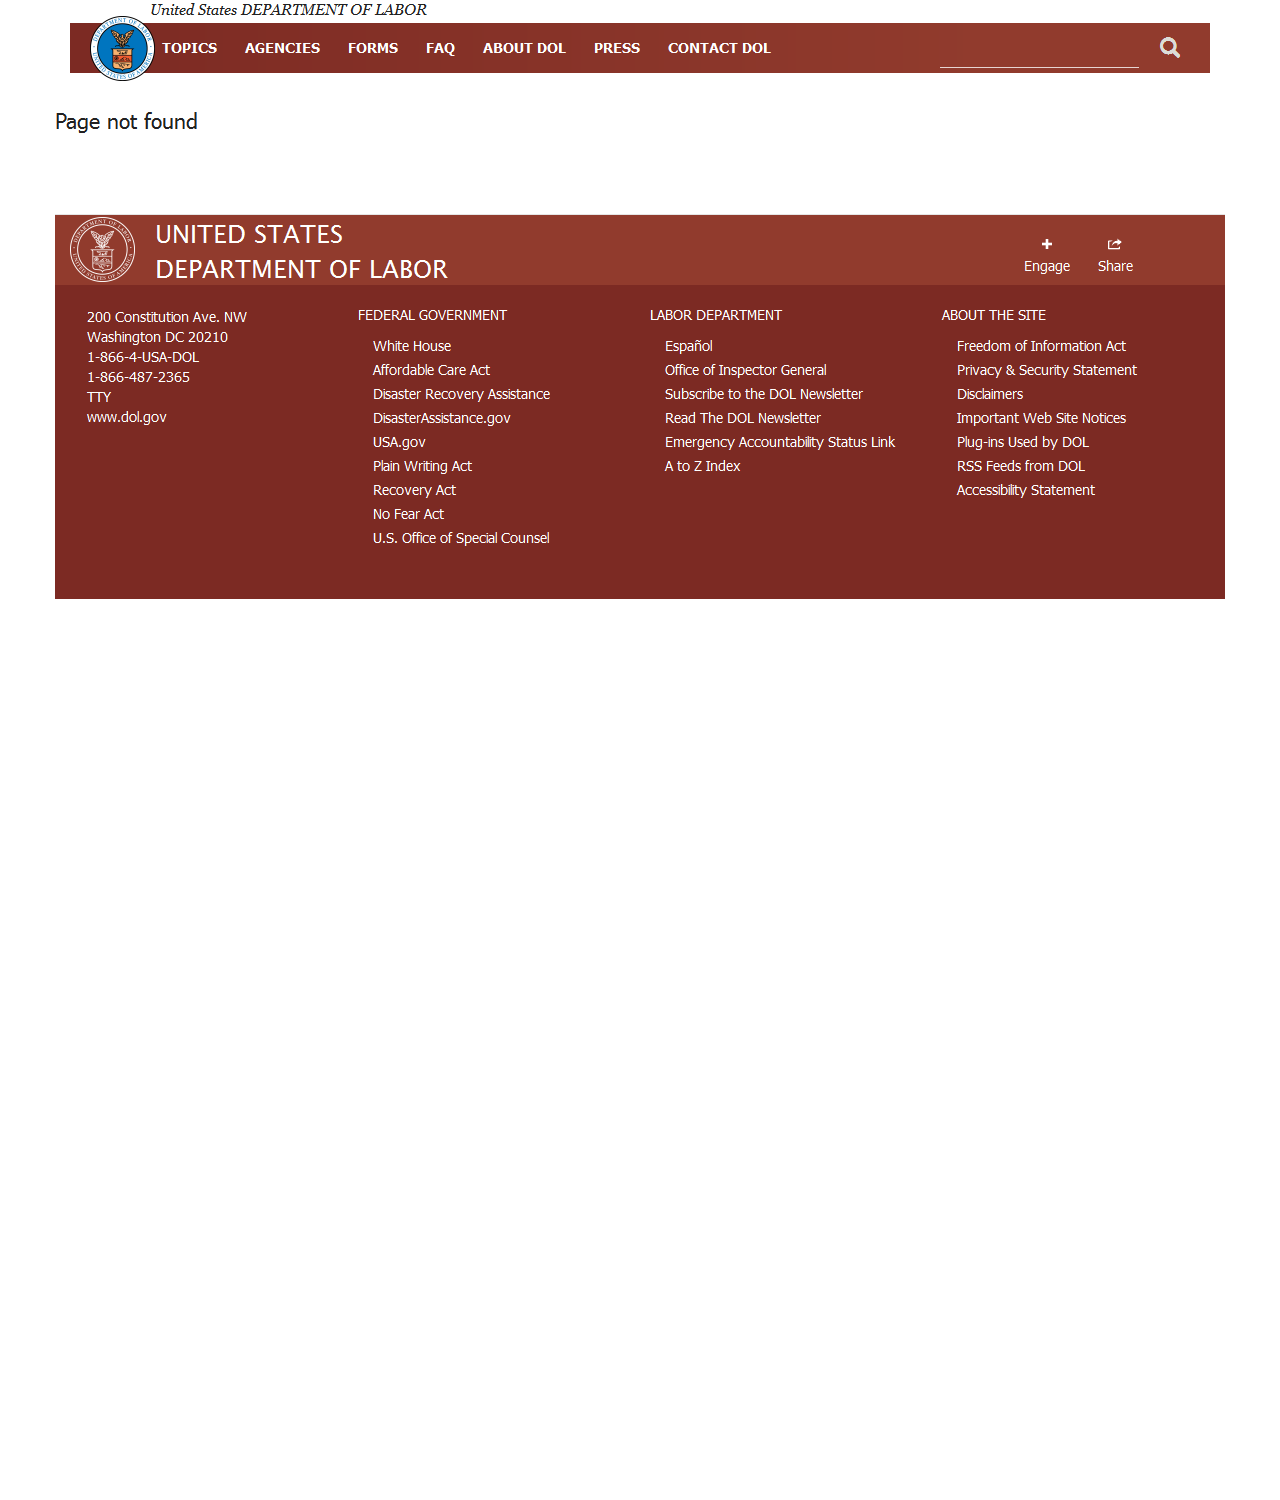 United States DEPARTMENT OF LABOR
TOPICS AGENCIES FORMS FAQ ABOUT DOL PRESS CONTACT DOL
Page not found
UNITED STATES
DEPARTMENT OF LABOR
Engage Share
200 Constitution Ave. NW
Washington DC 20210
1-866-4-USA-DOL
1-866-487-2365
TTY
www.dol.gov
FEDERAL GOVERNMENT
White House
Affordable Care Act
Disaster Recovery Assistance
DisasterAssistance.gov
USA.gov
Plain Writing Act
Recovery Act
No Fear Act
U.S. Office of Special Counsel
LABOR DEPARTMENT
Español
Office of Inspector General
Subscribe to the DOL Newsletter
Read The DOL Newsletter
Emergency Accountability Status Link
A to Z Index
ABOUT THE SITE
Freedom of Information Act
Privacy & Security Statement
Disclaimers
Important Web Site Notices
Plug-ins Used by DOL
RSS Feeds from DOL
Accessibility Statement